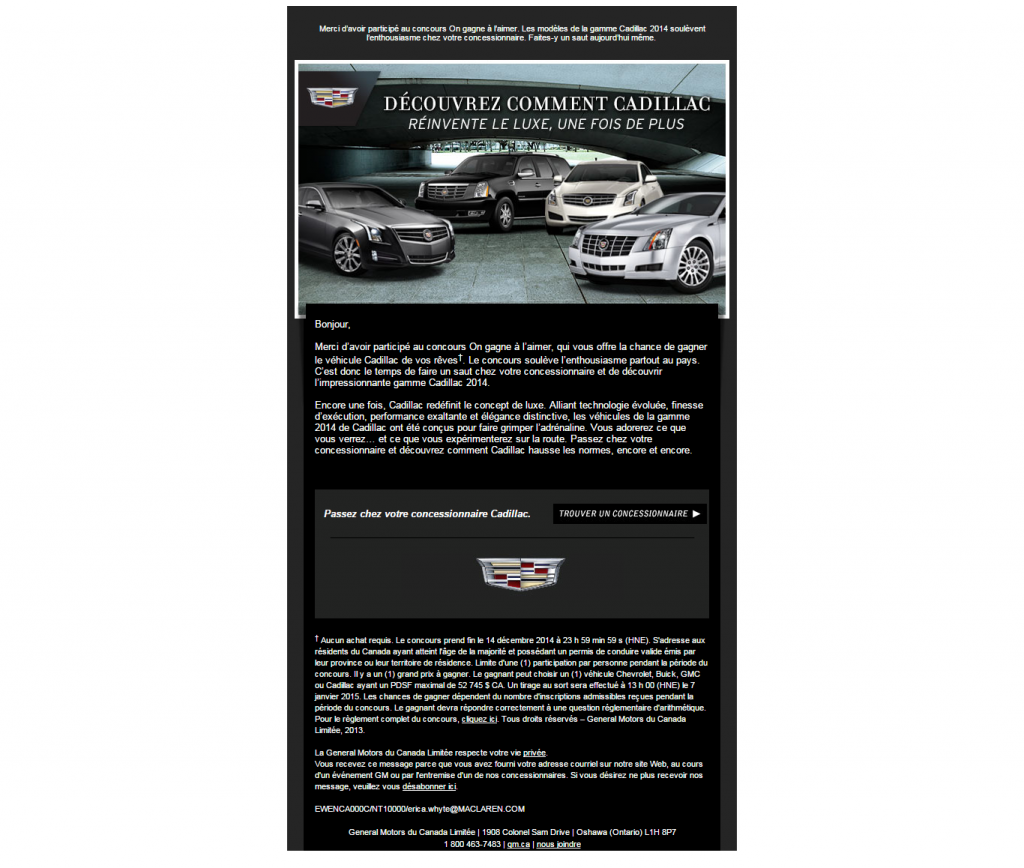 Merci d'avoir participé au concours On gagne à l'aimer. Les modèles de la gamme Cadillac 2014 soulèvent
l'enthousiasme chez votre concessionnaire. Faites-y un saut aujourd'hui même.
DÉCOUVREZ COMMENT CADILLAC
RÉINVENTE LE LUXE, UNE FOIS DE PLUS
Bonjour,
Merci d'avoir participé au concours On gagne à l'aimer, qui vous offre la chance de gagner
le véhicule Cadillac de vos rêves†. Le concours soulève l'enthousiasme partout au pays.
C'est donc le temps de faire un saut chez votre concessionnaire et de découvrir
l'impressionnante gamme Cadillac 2014.
Encore une fois, Cadillac redéfinit le concept de luxe. Alliant technologie évoluée, finesse
d'exécution, performance exaltante et élégance distinctive, les véhicules de la gamme
2014 de Cadillac ont été conçus pour faire grimper l'adrénaline. Vous adorerez ce que
vous verrez... et ce que vous expérimenterez sur la route. Passez chez votre
concessionnaire et découvrez comment Cadillac hausse les normes, encore et encore.
Passez chez votre concessionnaire Cadillac.
TROUVER UN CONCESSIONNAIRE ▶
† Aucun achat requis. Le concours prend fin le 14 décembre 2014 à 23 h 59 min 59 s (HNE). S'adresse aux
résidents du Canada ayant atteint l'âge de la majorité et possédant un permis de conduire valide émis par
leur province ou leur territoire de résidence. Limite d'une (1) participation par personne pendant la période du
concours. Il y a un (1) grand prix à gagner. Le gagnant peut choisir un (1) véhicule Chevrolet, Buick, GMC
ou Cadillac ayant un PDSF maximal de 52 745 $ CA. Un tirage au sort sera effectué à 13 h 00 (HNE) le 7
janvier 2015. Les chances de gagner dépendent du nombre d'inscriptions admissibles reçues pendant la
période du concours. Le gagnant devra répondre correctement à une question réglementaire d'arithmétique.
Pour le règlement complet du concours, cliquez ici. Tous droits réservés – General Motors du Canada
Limitée, 2013.
La General Motors du Canada Limitée respecte votre vie privée.
Vous recevez ce message parce que vous avez fourni votre adresse courriel sur notre site Web, au cours
d'un événement GM ou par l'entremise d'un de nos concessionnaires. Si vous désirez ne plus recevoir nos
message, veuillez vous désabonner ici.
EWENCA000C/NT10000/erica.whyte@MACLAREN.COM
General Motors du Canada Limitée | 1908 Colonel Sam Drive | Oshawa (Ontario) L1H 8P7
1 800 463-7483 | gm.ca | nous joindre